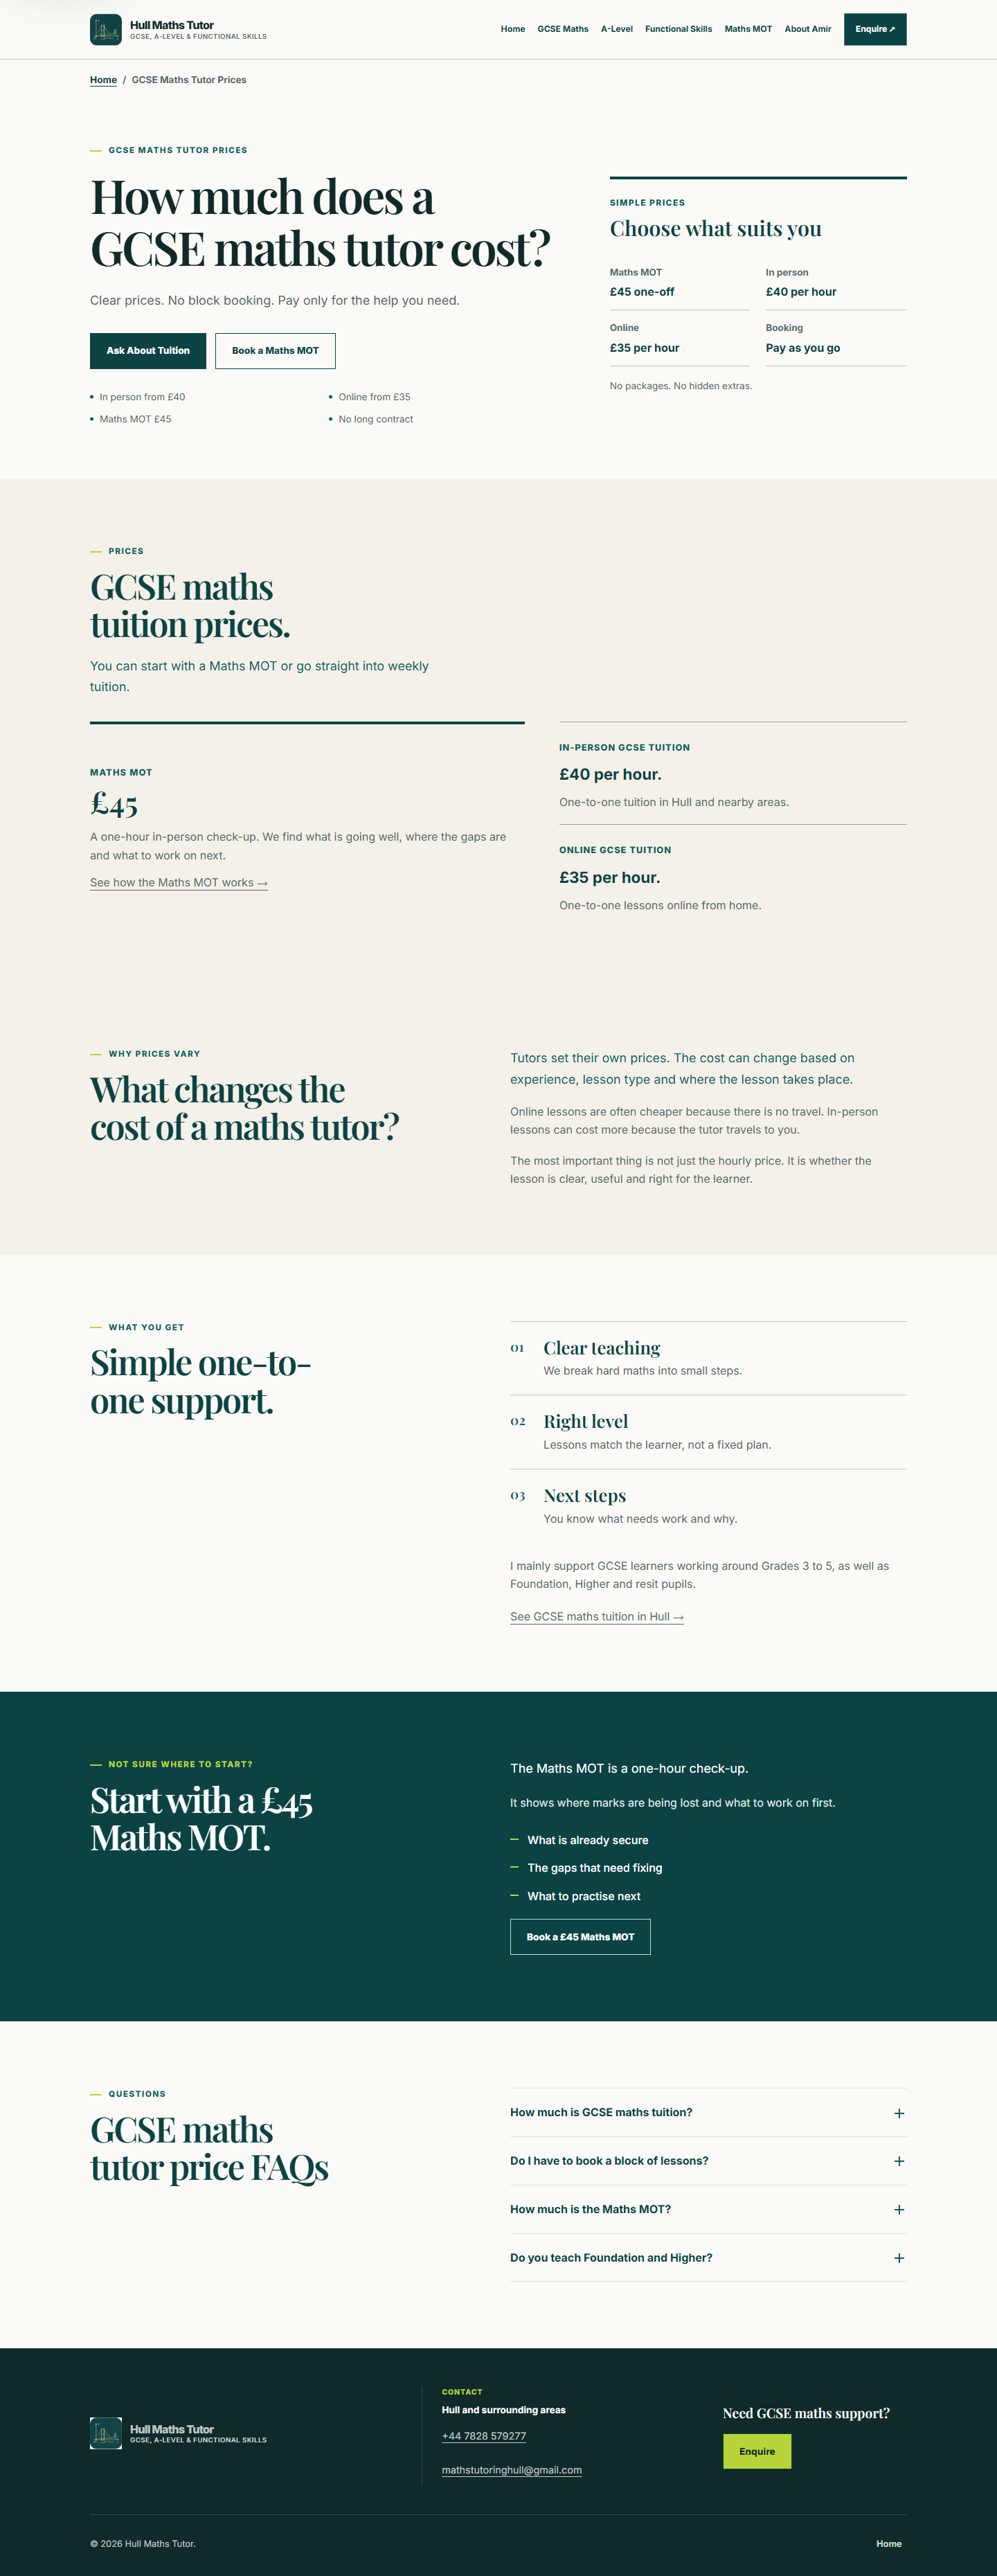 Hull Maths Tutor
GCSE, A-LEVEL & FUNCTIONAL SKILLS
Home
GCSE Maths
A-Level
Functional Skills
Maths MOT
About Amir
Enquire ↗
Home / GCSE Maths Tutor Prices
GCSE MATHS TUTOR PRICES
How much does a
GCSE maths tutor cost?
Clear prices. No block booking. Pay only for the help you need.
Ask About Tuition
Book a Maths MOT
In person from £40
Online from £35
Maths MOT £45
No long contract
SIMPLE PRICES
Choose what suits you
Maths MOT
£45 one-off
In person
£40 per hour
Online
£35 per hour
Booking
Pay as you go
No packages. No hidden extras.
PRICES
GCSE maths
tuition prices.
You can start with a Maths MOT or go straight into weekly
tuition.
MATHS MOT
£45
A one-hour in-person check-up. We find what is going well, where the gaps are
and what to work on next.
See how the Maths MOT works →
IN-PERSON GCSE TUITION
£40 per hour.
One-to-one tuition in Hull and nearby areas.
ONLINE GCSE TUITION
£35 per hour.
One-to-one lessons online from home.
WHY PRICES VARY
What changes the
cost of a maths tutor?
Tutors set their own prices. The cost can change based on
experience, lesson type and where the lesson takes place.
Online lessons are often cheaper because there is no travel. In-person
lessons can cost more because the tutor travels to you.
The most important thing is not just the hourly price. It is whether the
lesson is clear, useful and right for the learner.
WHAT YOU GET
Simple one-to-
one support.
01 Clear teaching
We break hard maths into small steps.
02 Right level
Lessons match the learner, not a fixed plan.
03 Next steps
You know what needs work and why.
I mainly support GCSE learners working around Grades 3 to 5, as well as
Foundation, Higher and resit pupils.
See GCSE maths tuition in Hull →
NOT SURE WHERE TO START?
Start with a £45
Maths MOT.
The Maths MOT is a one-hour check-up.
It shows where marks are being lost and what to work on first.
What is already secure
The gaps that need fixing
What to practise next
Book a £45 Maths MOT
QUESTIONS
GCSE maths
tutor price FAQs
How much is GCSE maths tuition?
Do I have to book a block of lessons?
How much is the Maths MOT?
Do you teach Foundation and Higher?
Hull Maths Tutor
GCSE, A-LEVEL & FUNCTIONAL SKILLS
CONTACT
Hull and surrounding areas
+44 7828 579277
mathstutoringhull@gmail.com
Need GCSE maths support?
Enquire
© 2026 Hull Maths Tutor.
Home